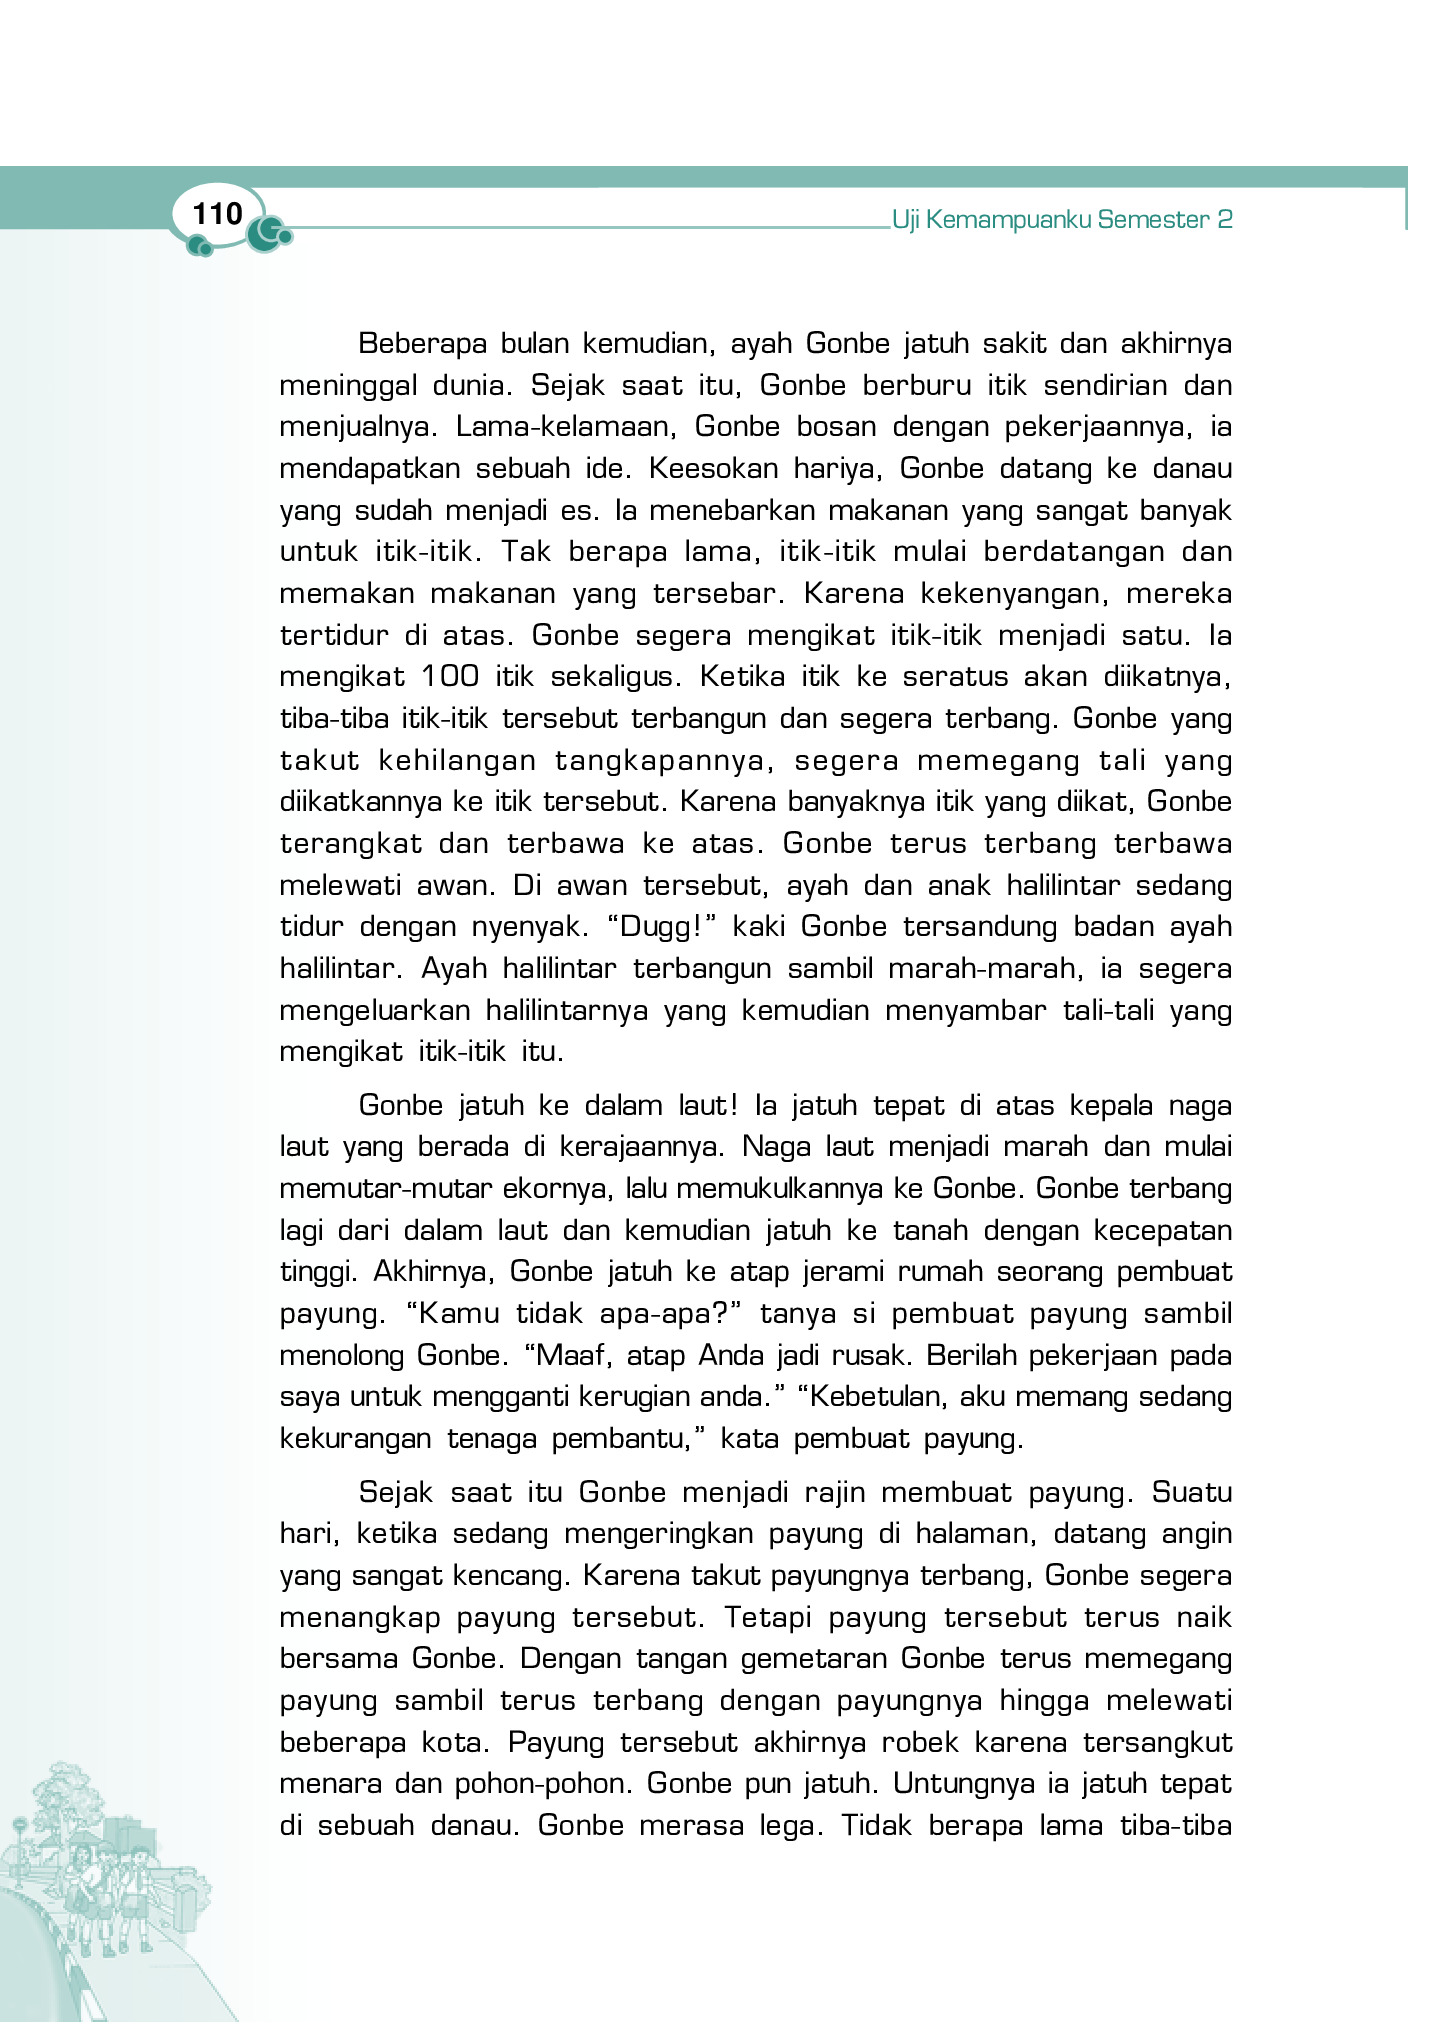 110
Uji Kemampuanku Semester 2
Beberapa bulan kemudian, ayah Gonbe jatuh sakit dan akhirnya
meninggal dunia. Sejak saat itu, Gonbe berburu itik sendirian dan
menjualnya. Lama-kelamaan, Gonbe bosan dengan pekerjaannya, ia
mendapatkan sebuah ide. Keesokan hariya, Gonbe datang ke danau
yang sudah menjadi es. Ia menebarkan makanan yang sangat banyak
untuk itik-itik. Tak berapa lama, itik-itik mulai berdatangan dan
memakan makanan yang tersebar. Karena kekenyangan, mereka
tertidur di atas. Gonbe segera mengikat itik-itik menjadi satu. Ia
mengikat 100 itik sekaligus. Ketika itik ke seratus akan diikatnya,
tiba-tiba itik-itik tersebut terbangun dan segera terbang. Gonbe yang
takut kehilangan tangkapannya, segera memegang tali yang
diikatkannya ke itik tersebut. Karena banyaknya itik yang diikat, Gonbe
terangkat dan terbawa ke atas. Gonbe terus terbang terbawa
melewati awan. Di awan tersebut, ayah dan anak halilintar sedang
tidur dengan nyenyak. “Dugg!” kaki Gonbe tersandung badan ayah
halilintar. Ayah halilintar terbangun sambil marah-marah, ia segera
mengeluarkan halilintarnya yang kemudian menyambar tali-tali yang
mengikat itik-itik itu.
Gonbe jatuh ke dalam laut! Ia jatuh tepat di atas kepala naga
laut yang berada di kerajaannya. Naga laut menjadi marah dan mulai
memutar-mutar ekornya, lalu memukulkannya ke Gonbe. Gonbe terbang
lagi dari dalam laut dan kemudian jatuh ke tanah dengan kecepatan
tinggi. Akhirnya, Gonbe jatuh ke atap jerami rumah seorang pembuat
payung. “Kamu tidak apa-apa?” tanya si pembuat payung sambil
menolong Gonbe. “Maaf, atap Anda jadi rusak. Berilah pekerjaan pada
saya untuk mengganti kerugian anda.” “Kebetulan, aku memang sedang
kekurangan tenaga pembantu,” kata pembuat payung.
Sejak saat itu Gonbe menjadi rajin membuat payung. Suatu
hari, ketika sedang mengeringkan payung di halaman, datang angin
yang sangat kencang. Karena takut payungnya terbang, Gonbe segera
menangkap payung tersebut. Tetapi payung tersebut terus naik
bersama Gonbe. Dengan tangan gemetaran Gonbe terus memegang
payung sambil terus terbang dengan payungnya hingga melewati
beberapa kota. Payung tersebut akhirnya robek karena tersangkut
menara dan pohon-pohon. Gonbe pun jatuh. Untungnya ia jatuh tepat
di sebuah danau. Gonbe merasa lega. Tidak berapa lama tiba-tiba